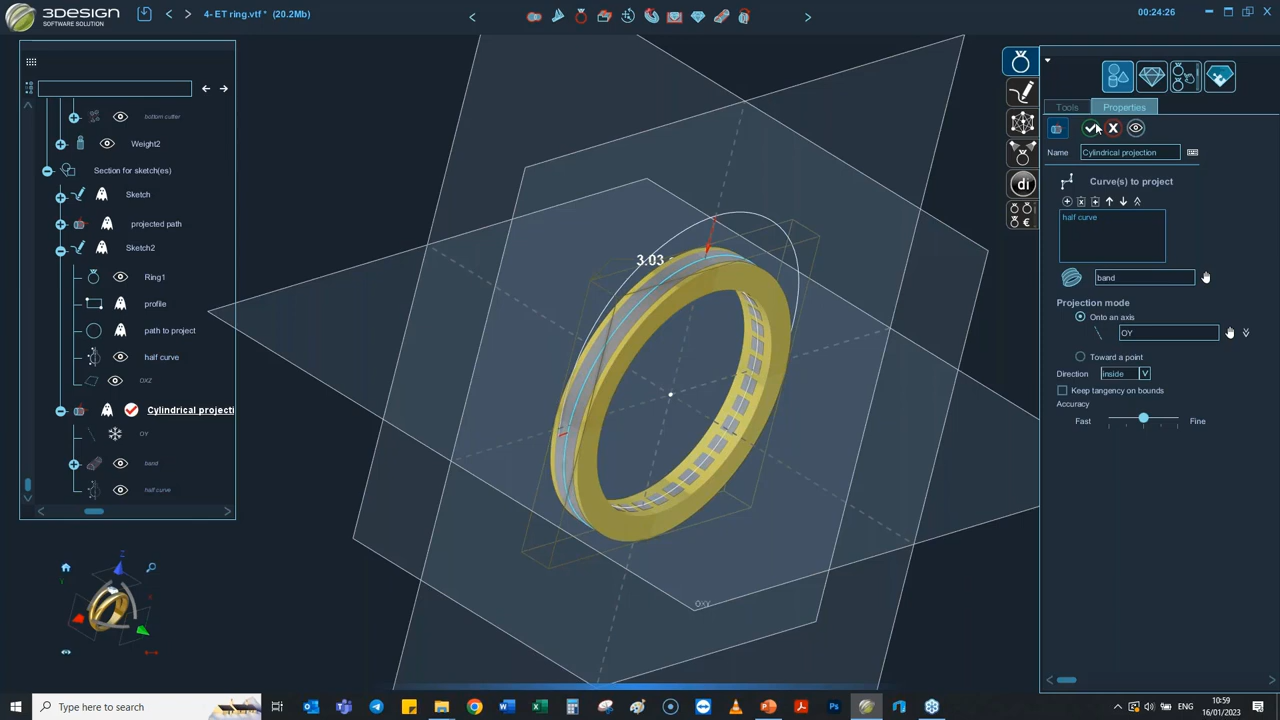 3DESIGN
SOFTWARE SOLUTION
4- ET ring.vtf * (20.2Mb)
00:24:26
bottom cutter
Weight2
Section for sketch(es)
Sketch
projected path
Sketch2
Ring1
profile
path to project
half curve
OXZ
Cylindrical projecti
OY
band
half curve
3.03
OXY
Tools
Properties
Name
Cylindrical projection
Curve(s) to project
half curve
band
Projection mode
Onto an axis
OY
Toward a point
Direction
inside
V
Keep tangency on bounds
Accuracy
Fast
Fine
di
Z
Type here to search
ENG
10:59
16/01/2023